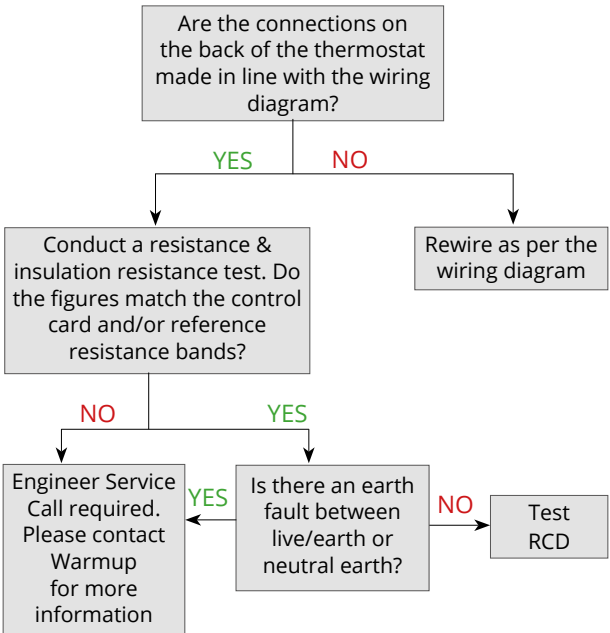 Are the connections on
the back of the thermostat
made in line with the wiring
diagram?
YES
NO
Conduct a resistance &
insulation resistance test. Do
the figures match the control
card and/or reference
resistance bands?
Rewire as per the
wiring diagram
NO
YES
Engineer Service
Call required.
Please contact
Warmup
for more
information
YES
Is there an earth
fault between
live/earth or
neutral earth?
NO
Test
RCD